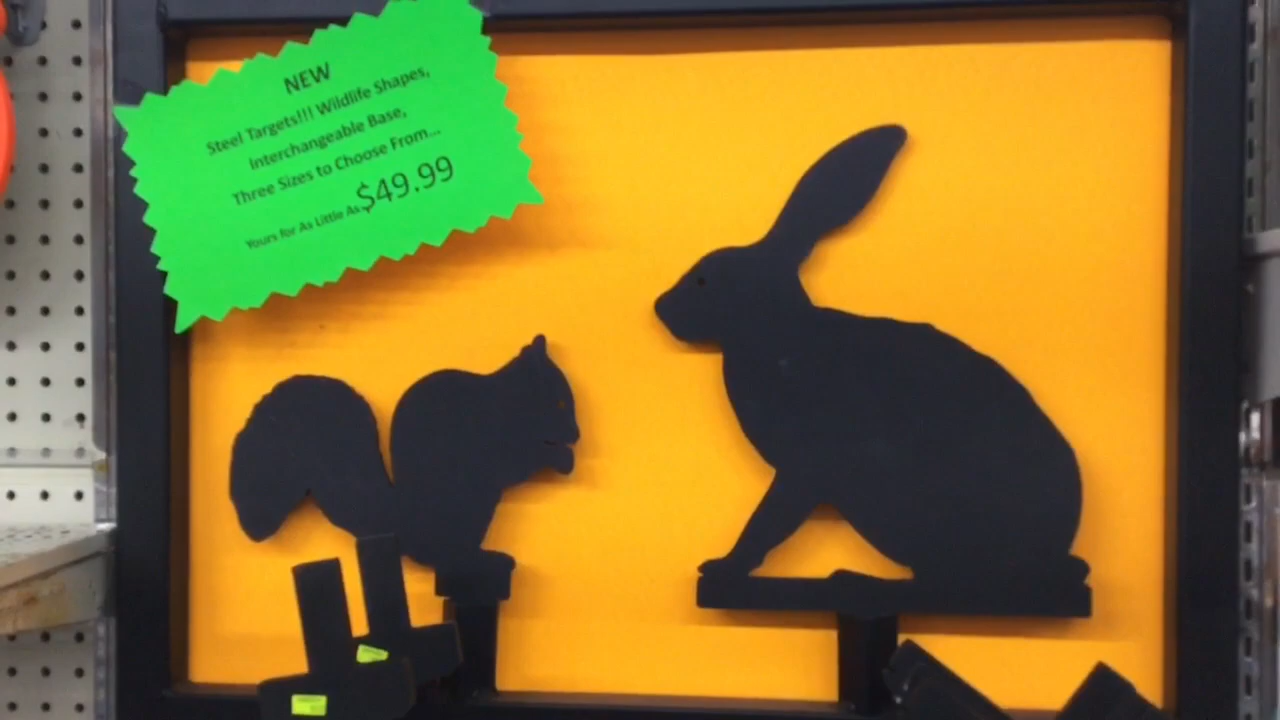 NEW
Steel Targets!!! Wildlife Shapes,
Interchangeable Base,
Three Sizes to Choose From...
Yours for As Little As $49.99